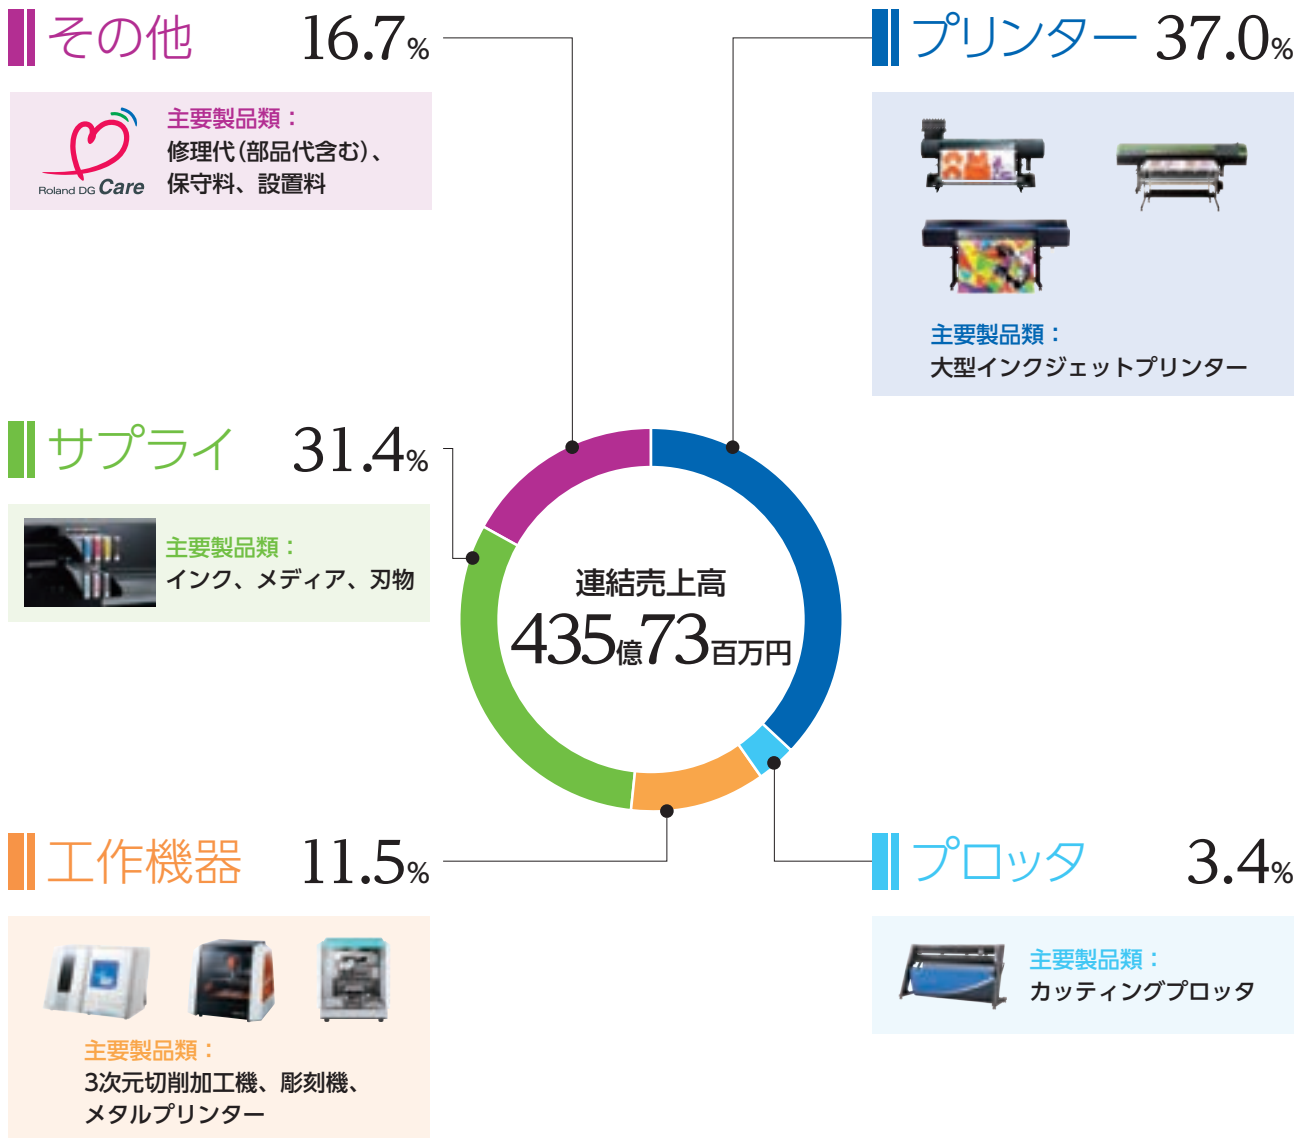 その他 16.7%
Roland DG Care
主要製品類：
修理代（部品代含む）、
保守料、設置料
プリンター 37.0%
主要製品類：
大型インクジェットプリンター
サプライ 31.4%
主要製品類：
インク、メディア、刃物
連結売上高
435億73百万円
工作機器 11.5%
主要製品類：
3次元切削加工機、彫刻機、
メタルプリンター
プロッタ 3.4%
主要製品類：
カッティングプロッタ